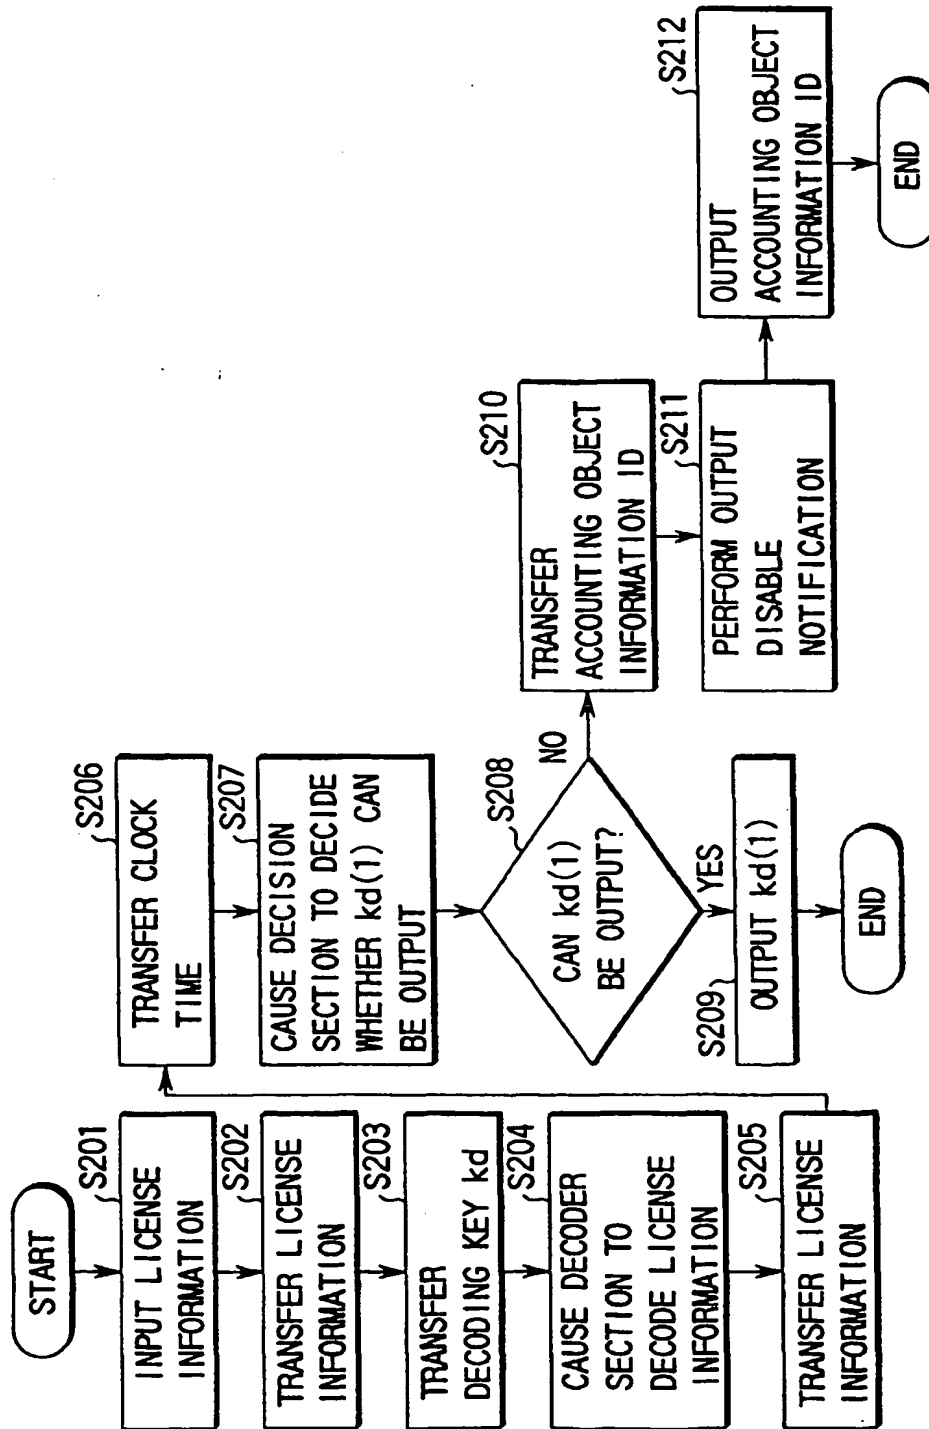 START
S201
INPUT LICENSE
INFORMATION
S202
TRANSFER LICENSE
INFORMATION
S203
TRANSFER
DECODING KEY kd
S204
CAUSE DECODER
SECTION TO
DECODE LICENSE
INFORMATION
S205
TRANSFER LICENSE
INFORMATION
S206
TRANSFER CLOCK
TIME
S207
CAUSE DECISION
SECTION TO DECIDE
WHETHER kd(1) CAN
BE OUTPUT
S208
CAN kd(1)
BE OUTPUT?
NO
YES
S209
OUTPUT kd(1)
END
S210
TRANSFER
ACCOUNTING OBJECT
INFORMATION ID
S211
PERFORM OUTPUT
DISABLE
NOTIFICATION
S212
OUTPUT
ACCOUNTING OBJECT
INFORMATION ID
END